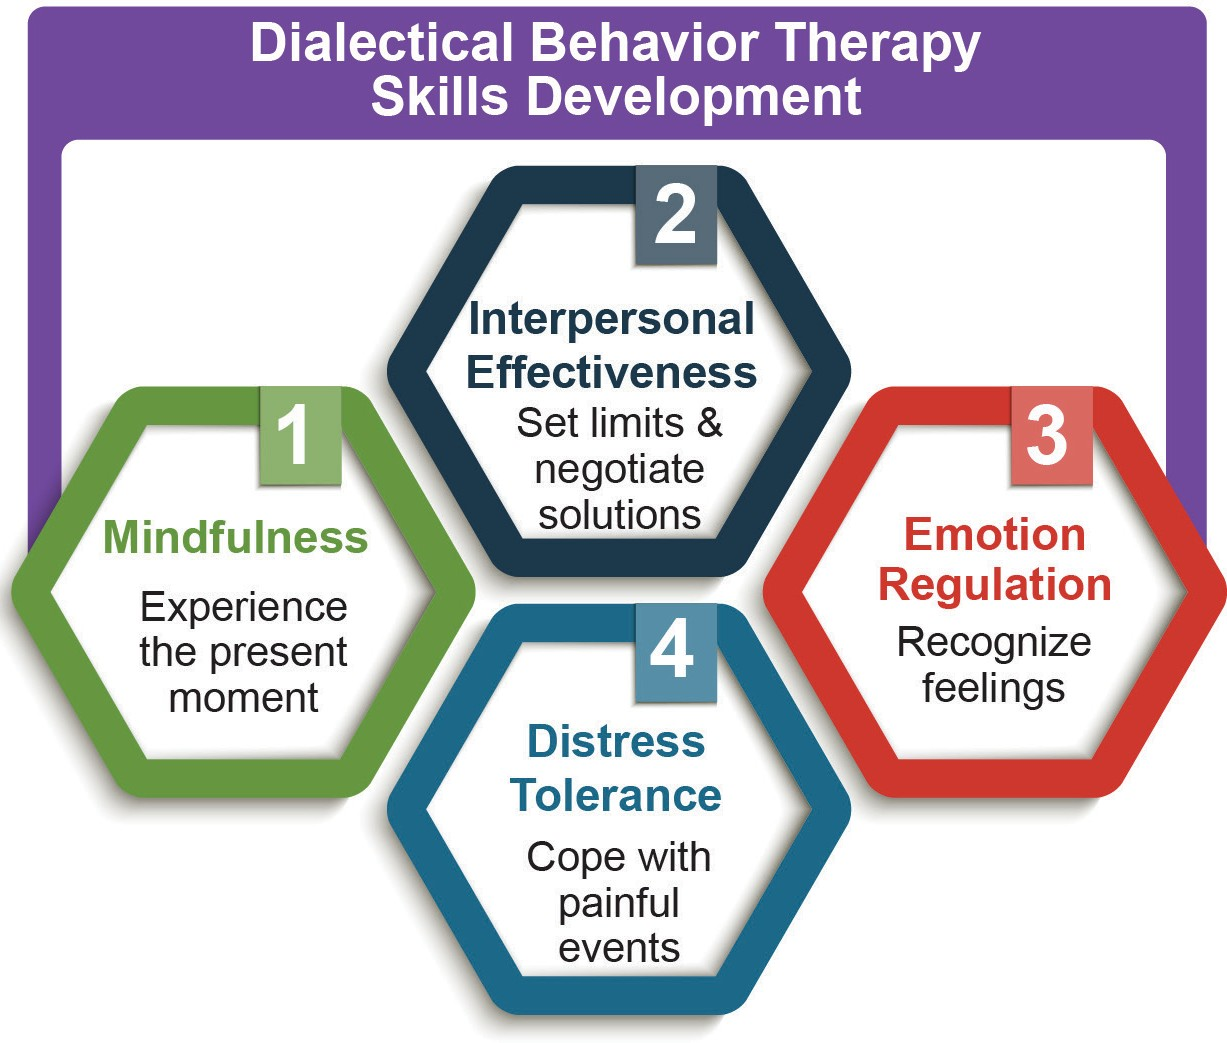 Dialectical Behavior Therapy
Skills Development
1
Mindfulness
Experience
the present
moment
2
Interpersonal
Effectiveness
Set limits &
negotiate
solutions
3
Emotion
Regulation
Recognize
feelings
4
Distress
Tolerance
Cope with
painful
events